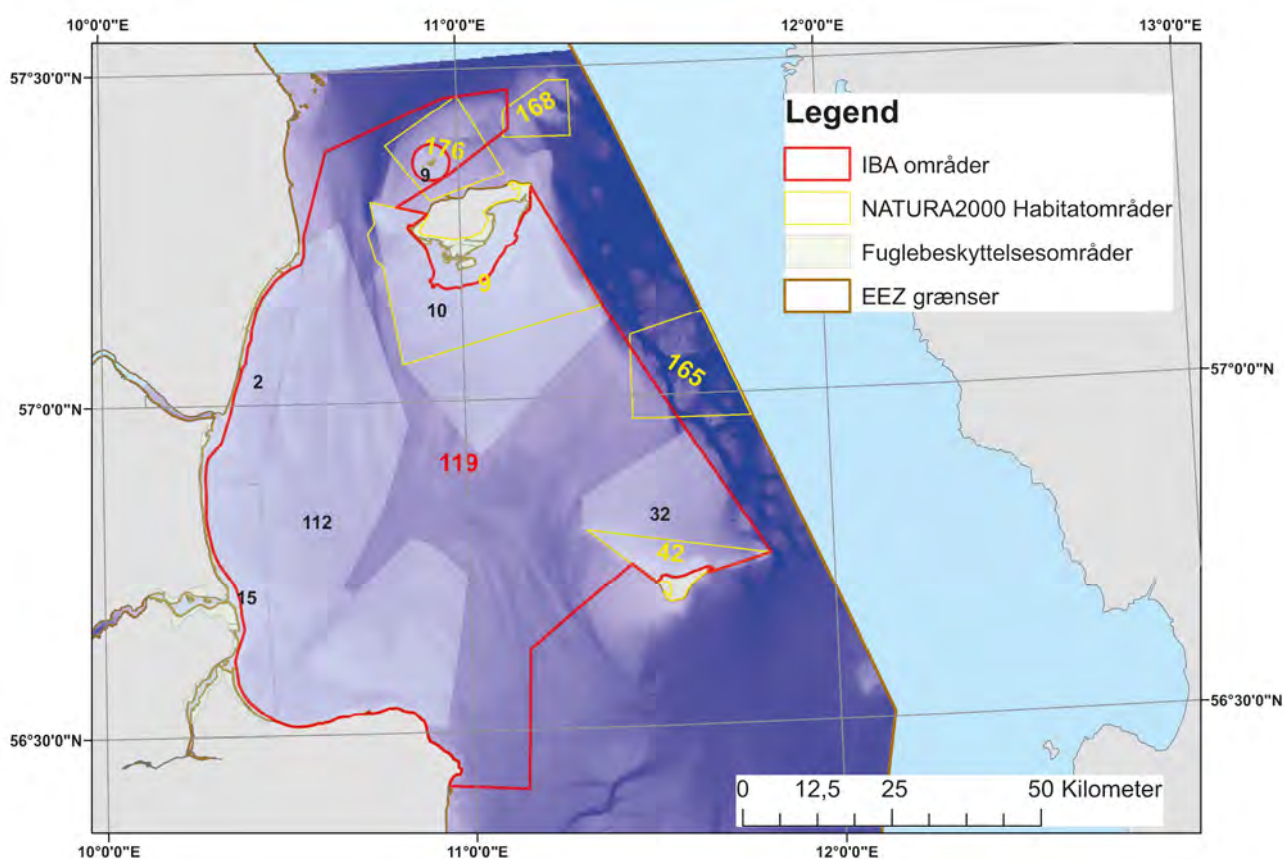 10°0'0"E 11°0'0"E 12°0'0"E 13°0'0"E
57°30'0"N
168
176
9
9
10
Legend
IBA områder
NATURA2000 Habitatområder
Fuglebeskyttelsesområder
EEZ grænser
2
165
57°0'0"N
57°0'0"N
119
112
32
42
15
56°30'0"N
56°30'0"N
0 12,5 25 50 Kilometer
10°0'0"E 11°0'0"E 12°0'0"E